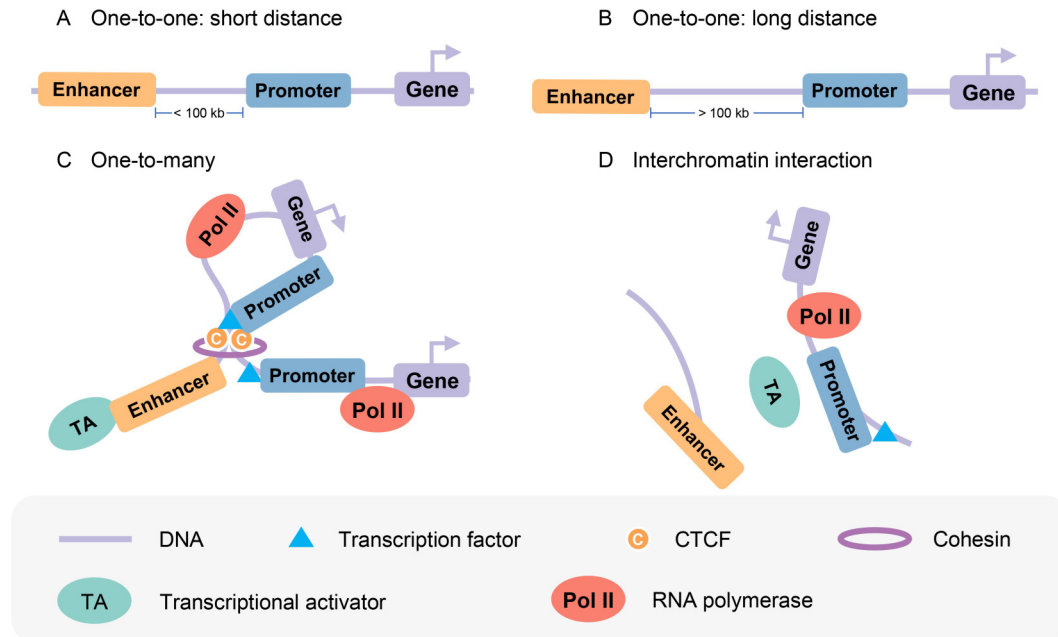 A One-to-one: short distance
Enhancer Promoter Gene
< 100 kb
B One-to-one: long distance
Enhancer Promoter Gene
> 100 kb
C One-to-many
Pol II
Gene
Promoter
C C
Enhancer
TA
Promoter Gene
Pol II
D Interchromatin interaction
Gene
Pol II
TA
Promoter
Enhancer
DNA Transcription factor C CTCF Cohesin
TA Transcriptional activator Pol II RNA polymerase